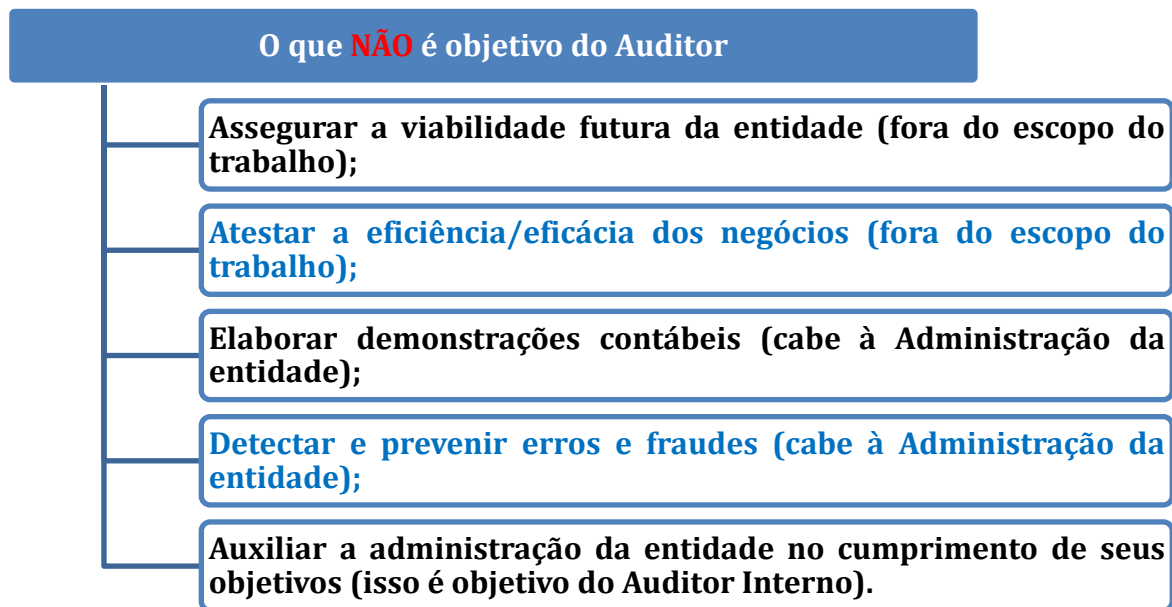 O que NÃO é objetivo do Auditor
Assegurar a viabilidade futura da entidade (fora do escopo do
trabalho);
Atestar a eficiência/eficácia dos negócios (fora do escopo do
trabalho);
Elaborar demonstrações contábeis (cabe à Administração da
entidade);
Detectar e prevenir erros e fraudes (cabe à Administração da
entidade);
Auxiliar a administração da entidade no cumprimento de seus
objetivos (isso é objetivo do Auditor Interno).